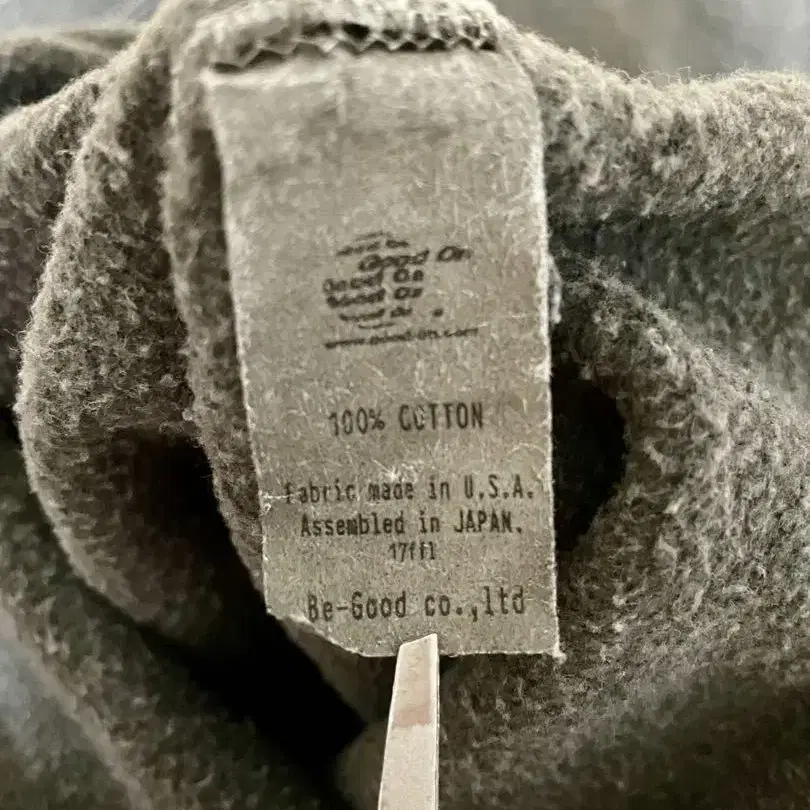 Good On
Good On
Good On
www.good-on.com
100% COTTON
fabric made in U.S.A.
Assembled in JAPAN.
17ff1
Be-Good co.,ltd